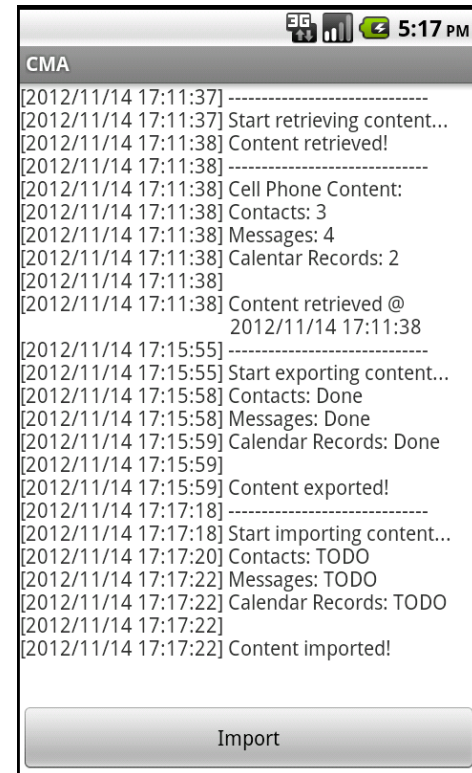 3G 5:17 PM
CMA
[2012/11/14 17:11:37] ------------------------------
[2012/11/14 17:11:37] Start retrieving content...
[2012/11/14 17:11:38] Content retrieved!
[2012/11/14 17:11:38] ------------------------------
[2012/11/14 17:11:38] Cell Phone Content:
[2012/11/14 17:11:38] Contacts: 3
[2012/11/14 17:11:38] Messages: 4
[2012/11/14 17:11:38] Calentar Records: 2
[2012/11/14 17:11:38]
[2012/11/14 17:11:38] Content retrieved @
2012/11/14 17:11:38
[2012/11/14 17:15:55] ------------------------------
[2012/11/14 17:15:55] Start exporting content...
[2012/11/14 17:15:58] Contacts: Done
[2012/11/14 17:15:58] Messages: Done
[2012/11/14 17:15:59] Calendar Records: Done
[2012/11/14 17:15:59]
[2012/11/14 17:15:59] Content exported!
[2012/11/14 17:17:18] ------------------------------
[2012/11/14 17:17:18] Start importing content...
[2012/11/14 17:17:20] Contacts: TODO
[2012/11/14 17:17:22] Messages: TODO
[2012/11/14 17:17:22] Calendar Records: TODO
[2012/11/14 17:17:22]
[2012/11/14 17:17:22] Content imported!
Import